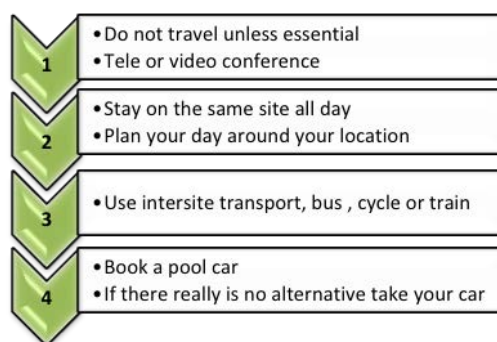 1
•Do not travel unless essential
•Tele or video conference
2
•Stay on the same site all day
•Plan your day around your location
3
•Use intersite transport, bus , cycle or train
4
•Book a pool car
•If there really is no alternative take your car